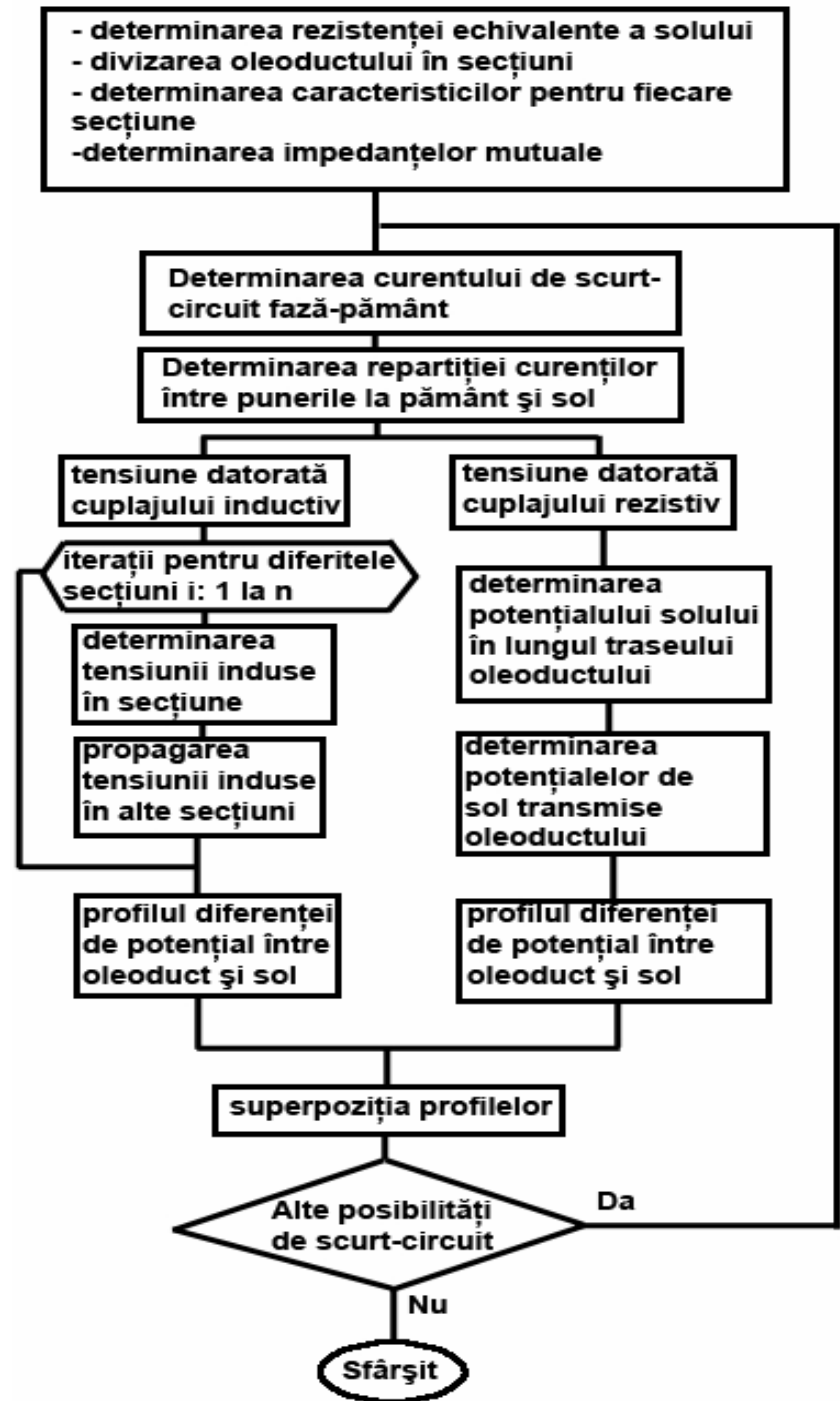 - determinarea rezistenței echivalente a solului
- divizarea oleoductului în secțiuni
- determinarea caracteristicilor pentru fiecare
secțiune
-determinarea impedanțelor mutuale
Determinarea curentului de scurt-
circuit fază-pământ
Determinarea repartiției curenților
între punerile la pământ şi sol
tensiune datorată
cuplajului inductiv
iterații pentru diferitele
secțiuni i: 1 la n
determinarea
tensiunii induse
în secțiune
propagarea
tensiunii induse
în alte secțiuni
profilul diferenței
de potențial între
oleoduct şi sol
tensiune datorată
cuplajului rezistiv
determinarea
potențialului solului
în lungul traseului
oleoductului
determinarea
potențialelor de
sol transmise
oleoductului
profilul diferenței
de potențial între
oleoduct şi sol
superpoziția profilelor
Alte posibilități
de scurt-circuit
Da
Nu
Sfârşit